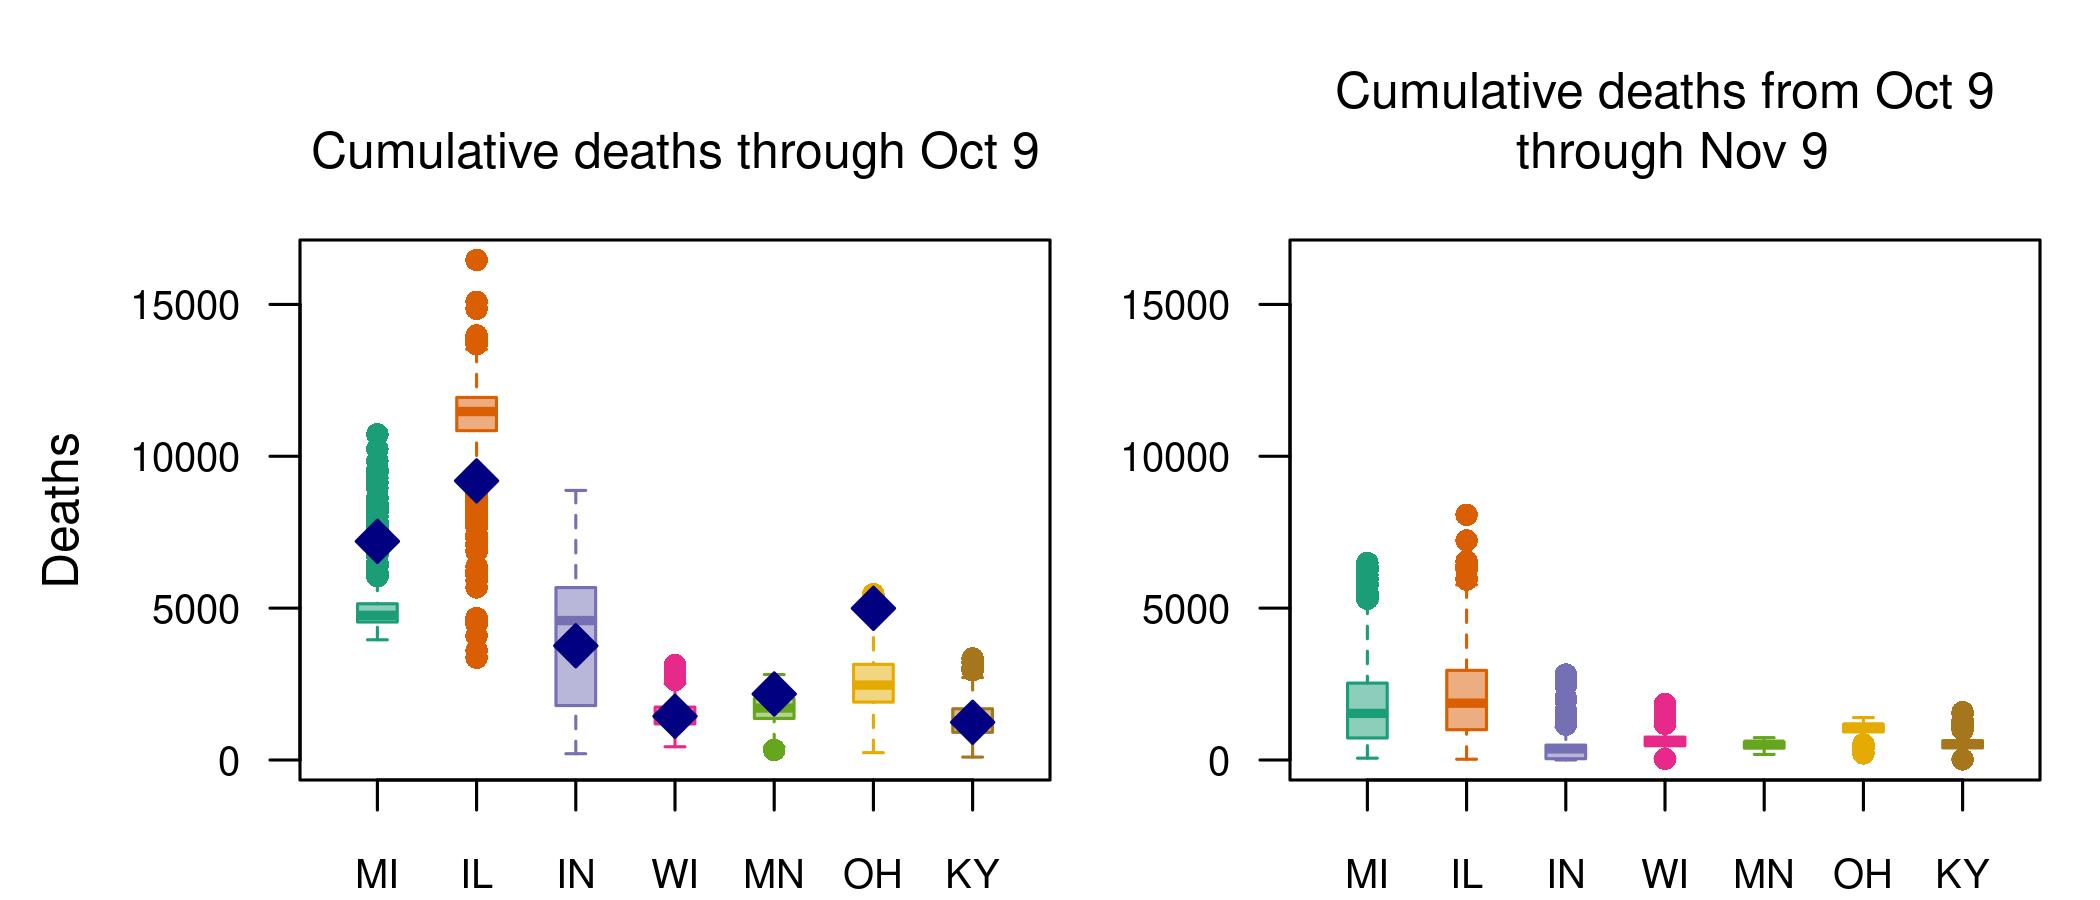 Cumulative deaths through Oct 9
Deaths
15000
10000
5000
0
MI IL IN WI MN OH KY
Cumulative deaths from Oct 9
through Nov 9
15000
10000
5000
0
MI IL IN WI MN OH KY